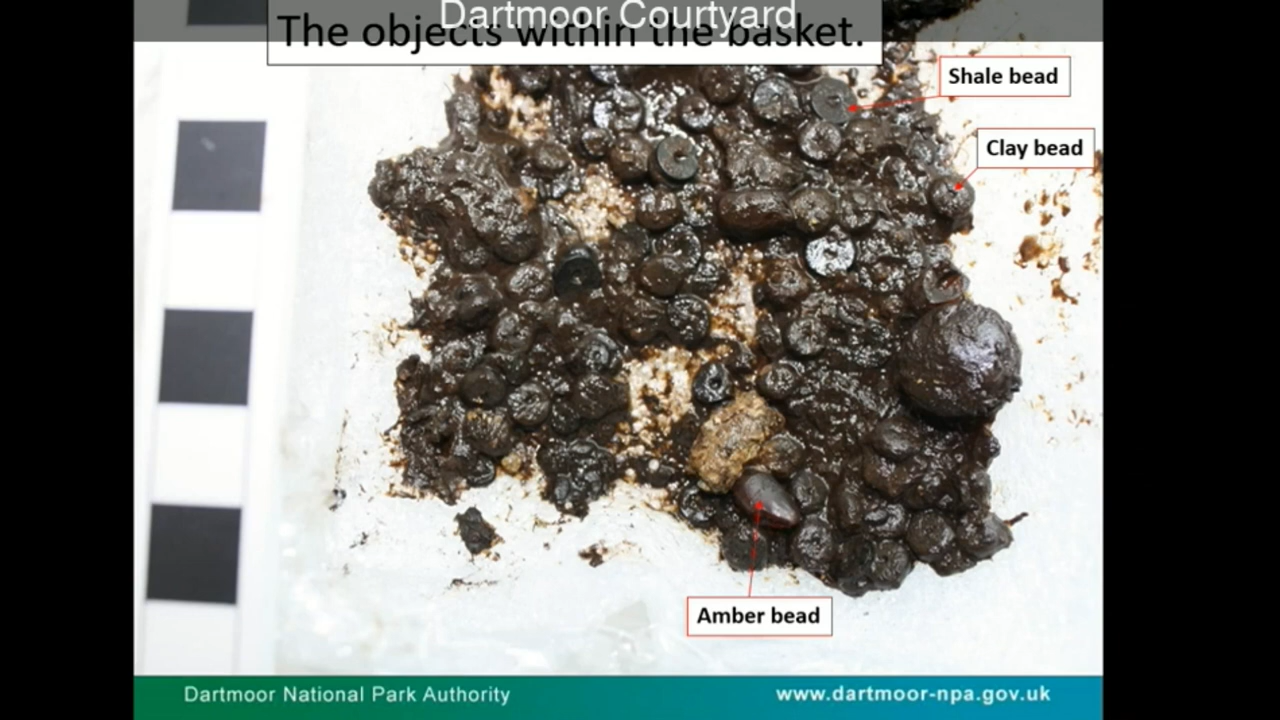 Dartmoor Courtyard
The objects within the basket.
Shale bead
Clay bead
Amber bead
Dartmoor National Park Authority
www.dartmoor-npa.gov.uk